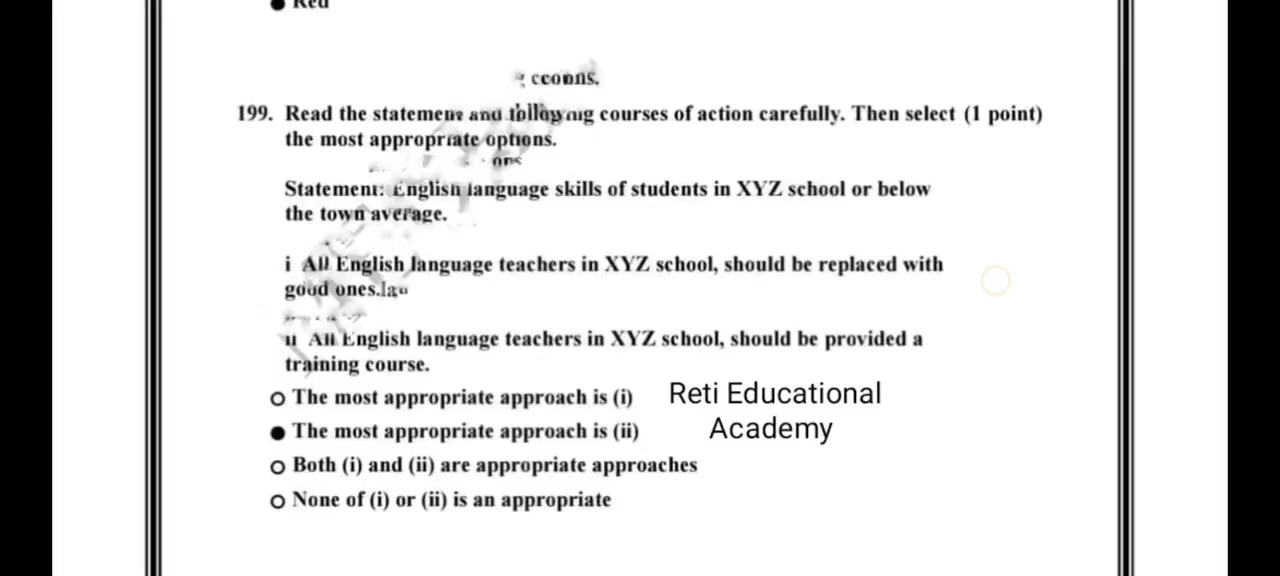 Red
199. Read the statement and following courses of action carefully. Then select (1 point)
the most appropriate options.
Statement: English language skills of students in XYZ school or below
the town average.
i All English language teachers in XYZ school, should be replaced with
good ones.
ii All English language teachers in XYZ school, should be provided a
training course.
The most appropriate approach is (i)
Reti Educational
Academy
The most appropriate approach is (ii)
Both (i) and (ii) are appropriate approaches
None of (i) or (ii) is an appropriate